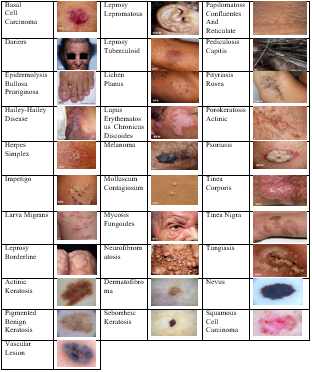 Basal
Cell
Carcinoma
Leprosy
Lepromatous
Papilomatosis
Confluentes
And
Reticulate
Dariers
Leprosy
Tuberculoid
Pediculosis
Capitis
Epidermolysis
Bullosa
Pruriginosa
Lichen
Planus
Pityriasis
Rosea
Hailey-Hailey
Disease
Lupus
Erythematos
us Chronicus
Discoides
Porokeratosis
Actinic
Herpes
Simplex
Melanoma
Psoriasis
Impetigo
Molluscum
Contagiosum
Tinea
Corporis
Larva Migrans
Mycosis
Fungoides
Tinea Nigra
Leprosy
Borderline
Neurofibrom
atosis
Tungiasis
Actinic
Keratosis
Dermatofibro
ma
Nevus
Pigmented
Benign
Keratosis
Seborrheic
Keratosis
Squamous
Cell
Carcinoma
Vascular
Lesion